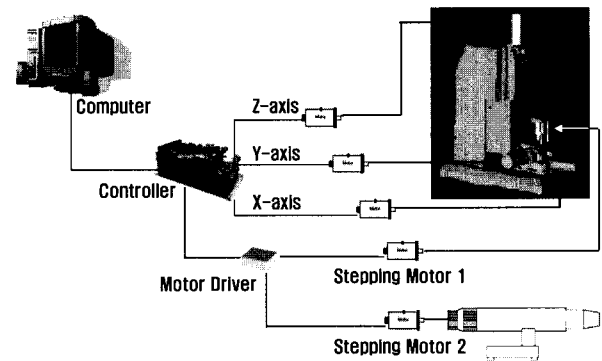 Computer
Z-axis
Y-axis
X-axis
Controller
Motor Driver
Stepping Motor 1
Stepping Motor 2